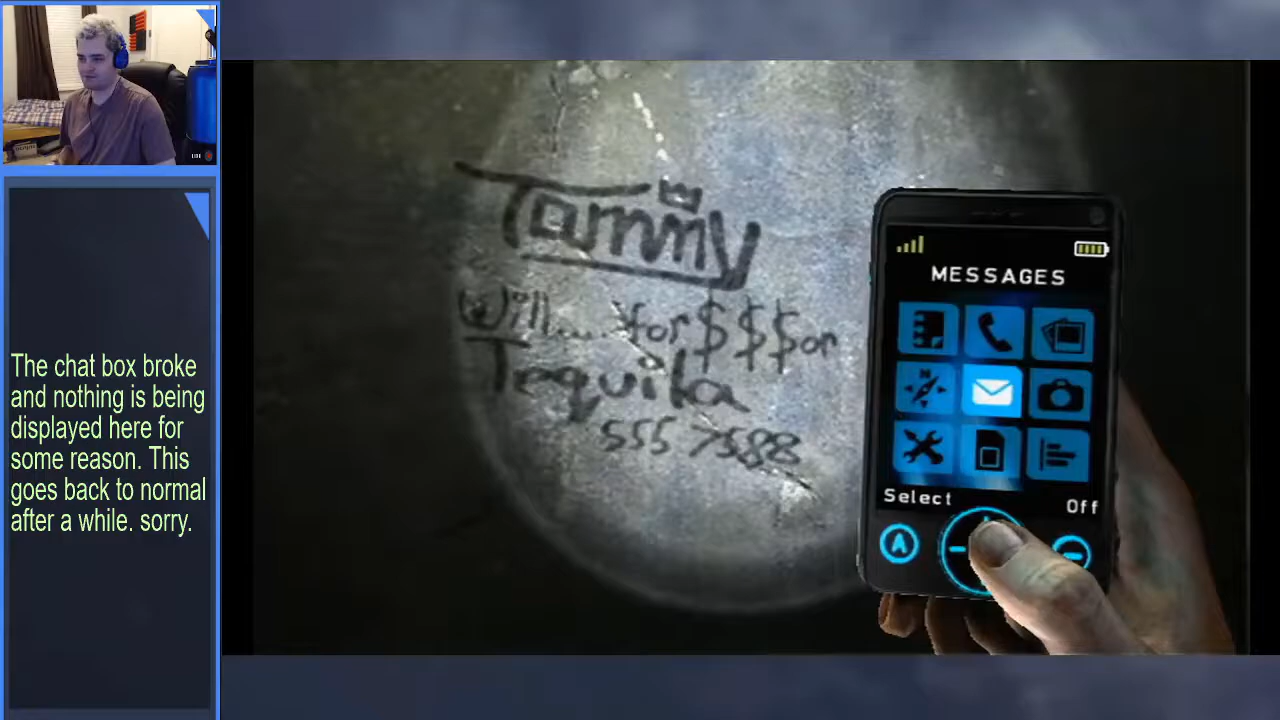 The chat box broke
and nothing is being
displayed here for
some reason. This
goes back to normal
after a while. sorry.
Tammy
Will.... for $$$ or
Tequila
555 7588
MESSAGES
Select
Off
A